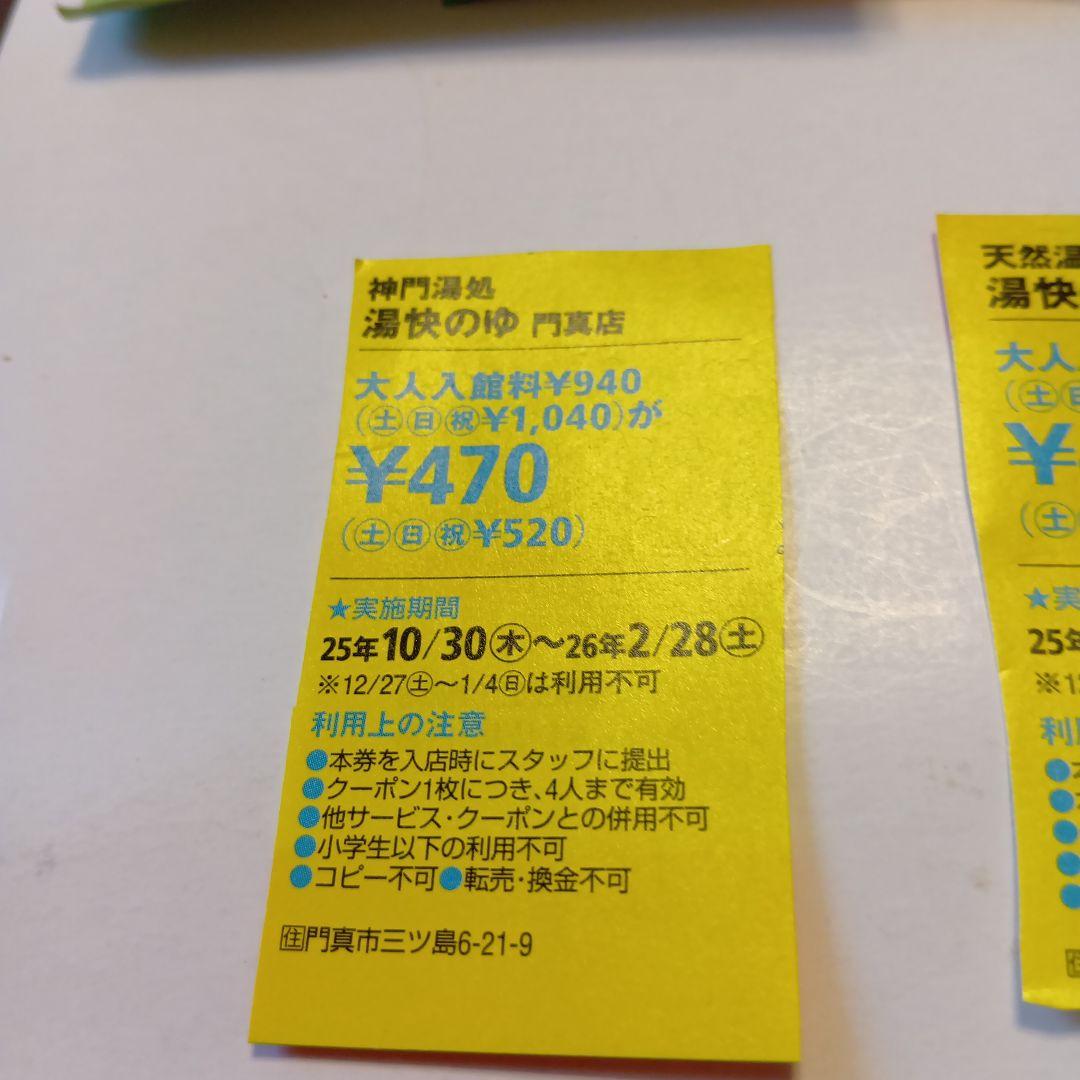 神門湯処
湯快のゆ 門真店
大人入館料¥940
(㊏㊐㊗¥1,040)が
¥470
(㊏㊐㊗¥520)
★実施期間
25年10/30㊍〜26年2/28㊏
※12/27㊏〜1/4㊐は利用不可
利用上の注意
●本券を入店時にスタッフに提出
●クーポン1枚につき、4人まで有効
●他サービス・クーポンとの併用不可
●小学生以下の利用不可
●コピー不可●転売・換金不可
住門真市三ツ島6-21-9
天然温
湯快
大人
(㊏㊐
¥
(㊏
★実
25年
利用